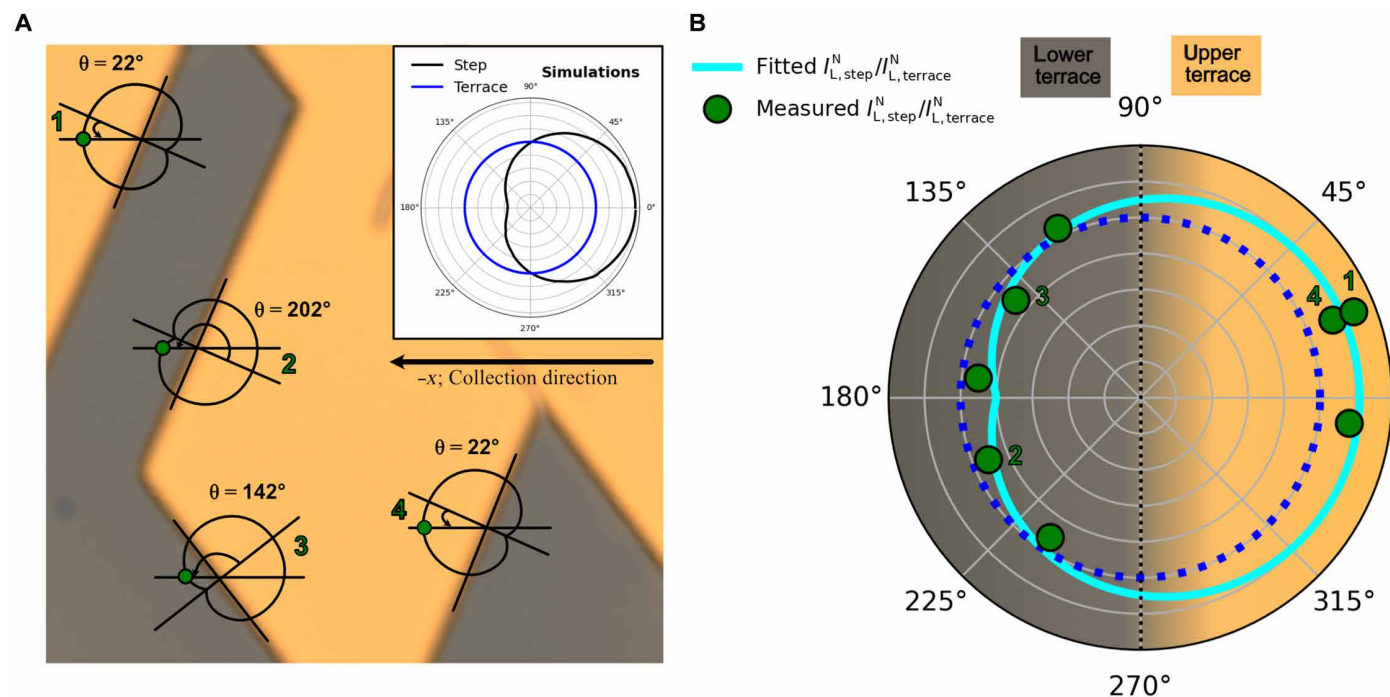 A
θ = 22°
1
Step
Terrace
Simulations
90°
135°
45°
180°
0°
225°
315°
270°
θ = 202°
2
–x; Collection direction
θ = 22°
4
θ = 142°
3
B
Fitted I^N_L,step/I^N_L,terrace
Measured I^N_L,step/I^N_L,terrace
Lower
terrace
Upper
terrace
90°
135°
45°
1
4
3
180°
2
225°
315°
270°